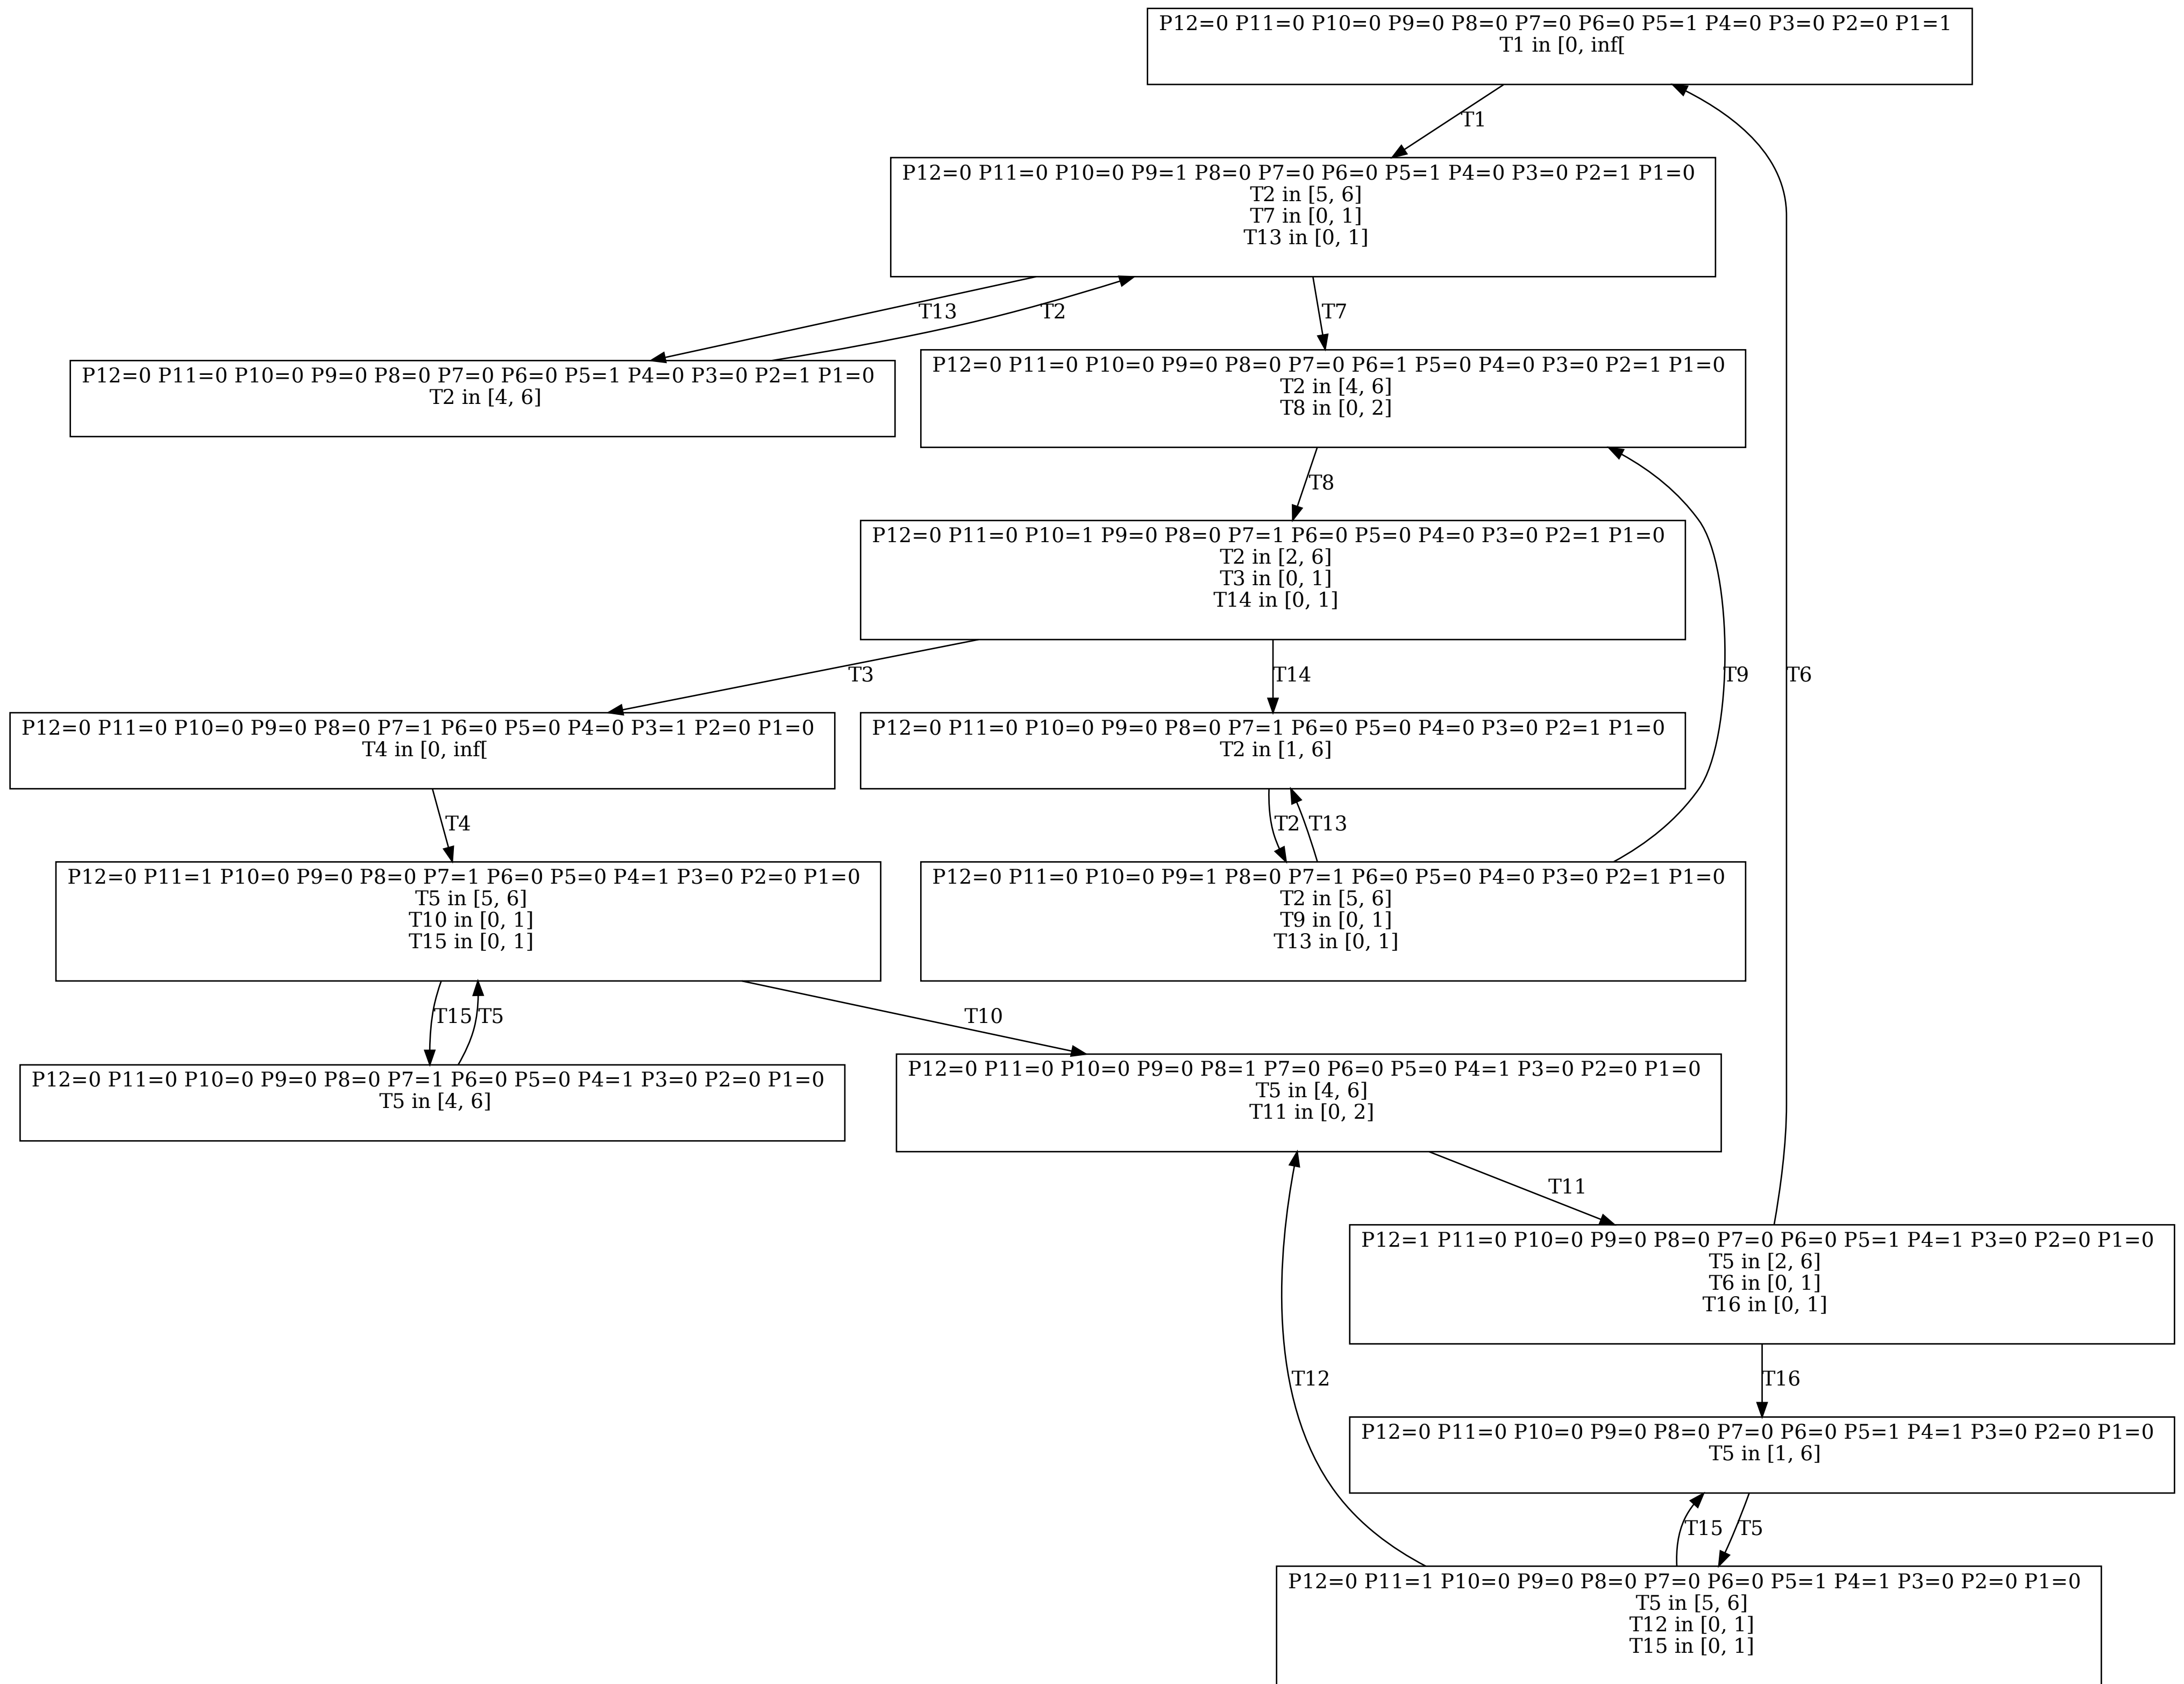 P12=0 P11=0 P10=0 P9=0 P8=0 P7=0 P6=0 P5=1 P4=0 P3=0 P2=0 P1=1
T1 in [0, inf[
T1
P12=0 P11=0 P10=0 P9=1 P8=0 P7=0 P6=0 P5=1 P4=0 P3=0 P2=1 P1=0
T2 in [5, 6]
T7 in [0, 1]
T13 in [0, 1]
T13
T2
T7
P12=0 P11=0 P10=0 P9=0 P8=0 P7=0 P6=0 P5=1 P4=0 P3=0 P2=1 P1=0
T2 in [4, 6]
P12=0 P11=0 P10=0 P9=0 P8=0 P7=0 P6=1 P5=0 P4=0 P3=0 P2=1 P1=0
T2 in [4, 6]
T8 in [0, 2]
T8
P12=0 P11=0 P10=1 P9=0 P8=0 P7=1 P6=0 P5=0 P4=0 P3=0 P2=1 P1=0
T2 in [2, 6]
T3 in [0, 1]
T14 in [0, 1]
T3
T14
T9
T6
P12=0 P11=0 P10=0 P9=0 P8=0 P7=1 P6=0 P5=0 P4=0 P3=1 P2=0 P1=0
T4 in [0, inf[
P12=0 P11=0 P10=0 P9=0 P8=0 P7=1 P6=0 P5=0 P4=0 P3=0 P2=1 P1=0
T2 in [1, 6]
T4
T2
T13
P12=0 P11=1 P10=0 P9=0 P8=0 P7=1 P6=0 P5=0 P4=1 P3=0 P2=0 P1=0
T5 in [5, 6]
T10 in [0, 1]
T15 in [0, 1]
P12=0 P11=0 P10=0 P9=1 P8=0 P7=1 P6=0 P5=0 P4=0 P3=0 P2=1 P1=0
T2 in [5, 6]
T9 in [0, 1]
T13 in [0, 1]
T15
T5
T10
P12=0 P11=0 P10=0 P9=0 P8=0 P7=1 P6=0 P5=0 P4=1 P3=0 P2=0 P1=0
T5 in [4, 6]
P12=0 P11=0 P10=0 P9=0 P8=1 P7=0 P6=0 P5=0 P4=1 P3=0 P2=0 P1=0
T5 in [4, 6]
T11 in [0, 2]
T11
P12=1 P11=0 P10=0 P9=0 P8=0 P7=0 P6=0 P5=1 P4=1 P3=0 P2=0 P1=0
T5 in [2, 6]
T6 in [0, 1]
T16 in [0, 1]
T12
T16
P12=0 P11=0 P10=0 P9=0 P8=0 P7=0 P6=0 P5=1 P4=1 P3=0 P2=0 P1=0
T5 in [1, 6]
T15
T5
P12=0 P11=1 P10=0 P9=0 P8=0 P7=0 P6=0 P5=1 P4=1 P3=0 P2=0 P1=0
T5 in [5, 6]
T12 in [0, 1]
T15 in [0, 1]